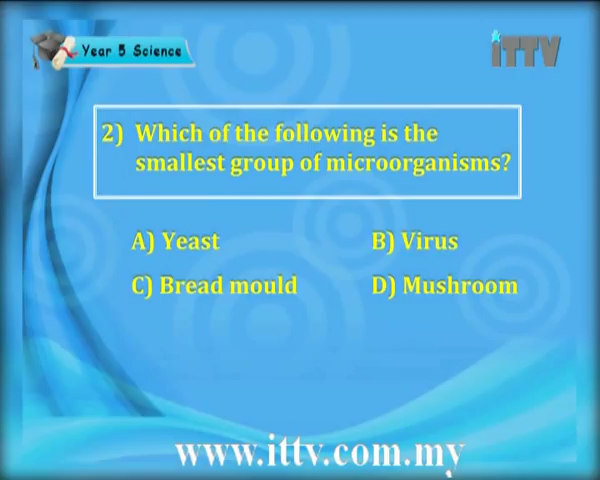 Year 5 Science
iTTV
2) Which of the following is the
smallest group of microorganisms?
A) Yeast B) Virus
C) Bread mould D) Mushroom
www.ittv.com.my